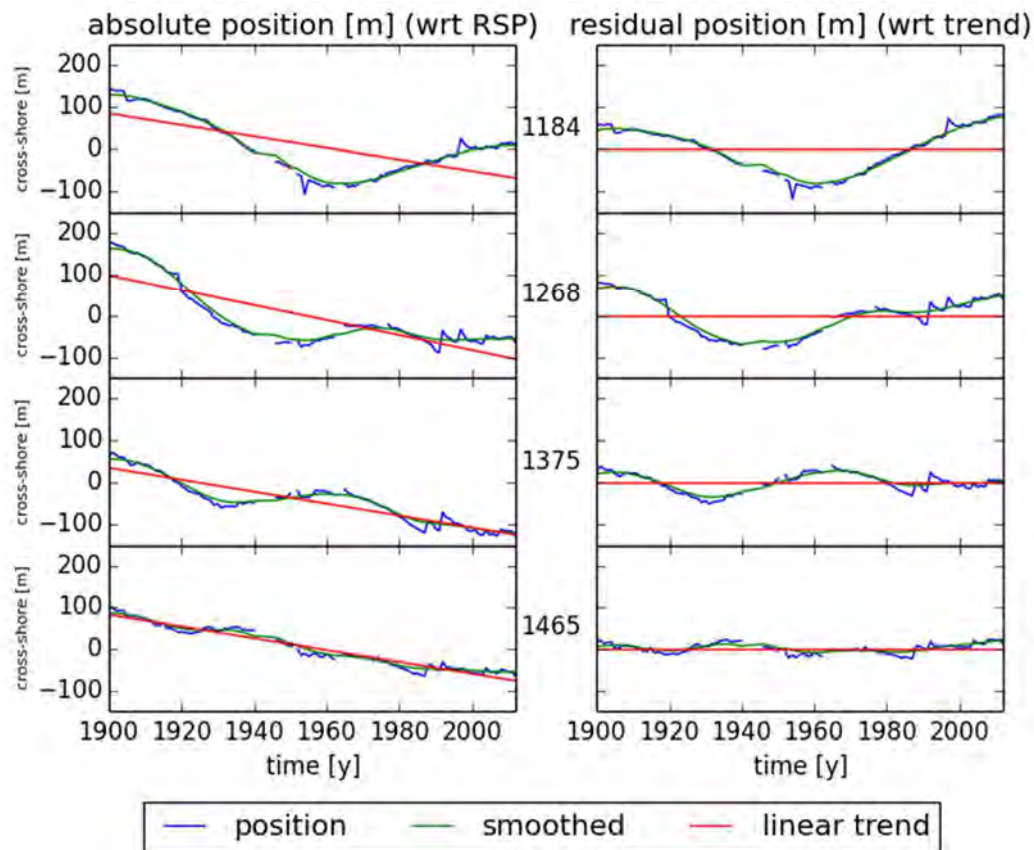 absolute position [m] (wrt RSP) residual position [m] (wrt trend)
cross-shore [m]
200
100
0
−100
1184
cross-shore [m]
200
100
0
−100
1268
cross-shore [m]
200
100
0
−100
1375
cross-shore [m]
200
100
0
−100
1465
1900 1920 1940 1960 1980 2000 1900 1920 1940 1960 1980 2000
time [y] time [y]
position smoothed linear trend